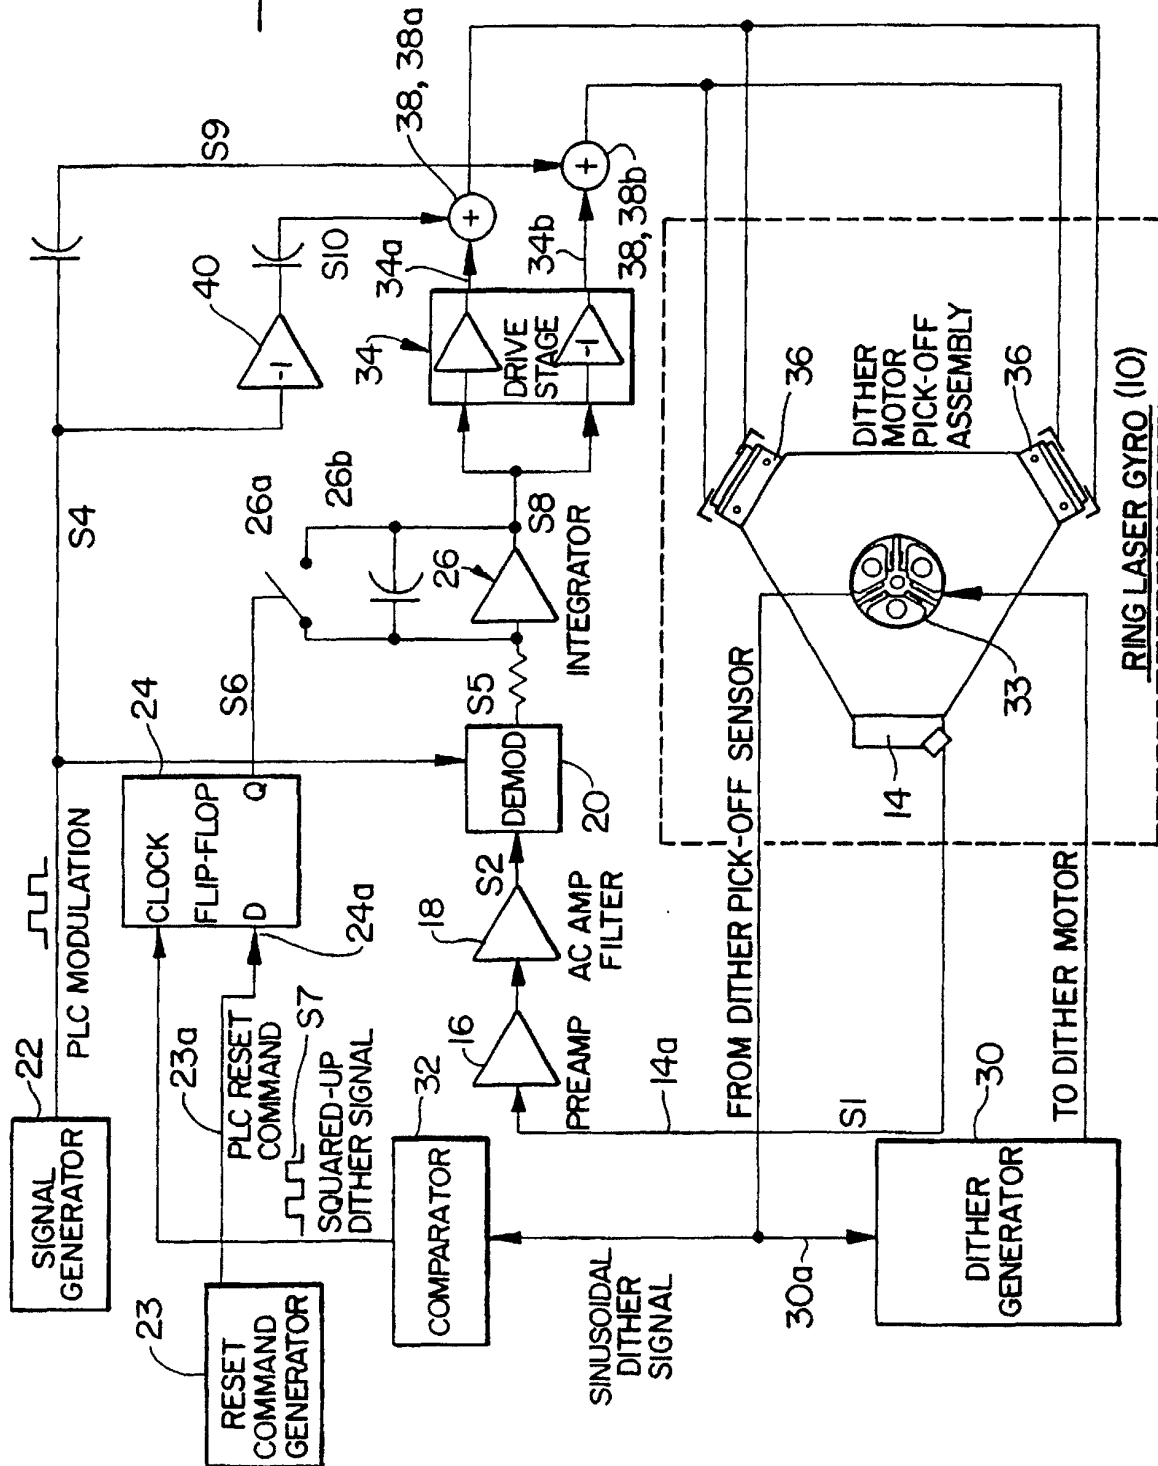 22
SIGNAL
GENERATOR
PLC MODULATION
S4
S9
40
-1
S10
38, 38a
23
RESET
COMMAND
GENERATOR
23a
PLC RESET
COMMAND
24
CLOCK
FLIP-FLOP
D
Q
24a
S6
26a
26b
S7
SQUARED-UP
DITHER SIGNAL
32
COMPARATOR
16
PREAMP
18
AC AMP
FILTER
S2
DEMOD
20
S5
26
INTEGRATOR
S8
34
DRIVE
STAGE
-1
34a
34b
+
+
38, 38b
SINUSOIDAL
DITHER
SIGNAL
14a
S1
FROM DITHER PICK-OFF SENSOR
30
30a
DITHER
GENERATOR
TO DITHER MOTOR
14
33
DITHER
MOTOR
PICK-OFF
ASSEMBLY
36
36
RING LASER GYRO (10)